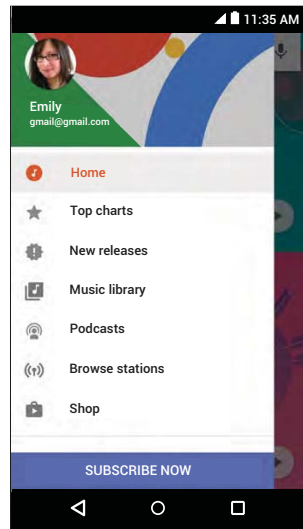 11:35 AM
Emily
gmail@gmail.com
Home
Top charts
New releases
Music library
Podcasts
Browse stations
Shop
SUBSCRIBE NOW